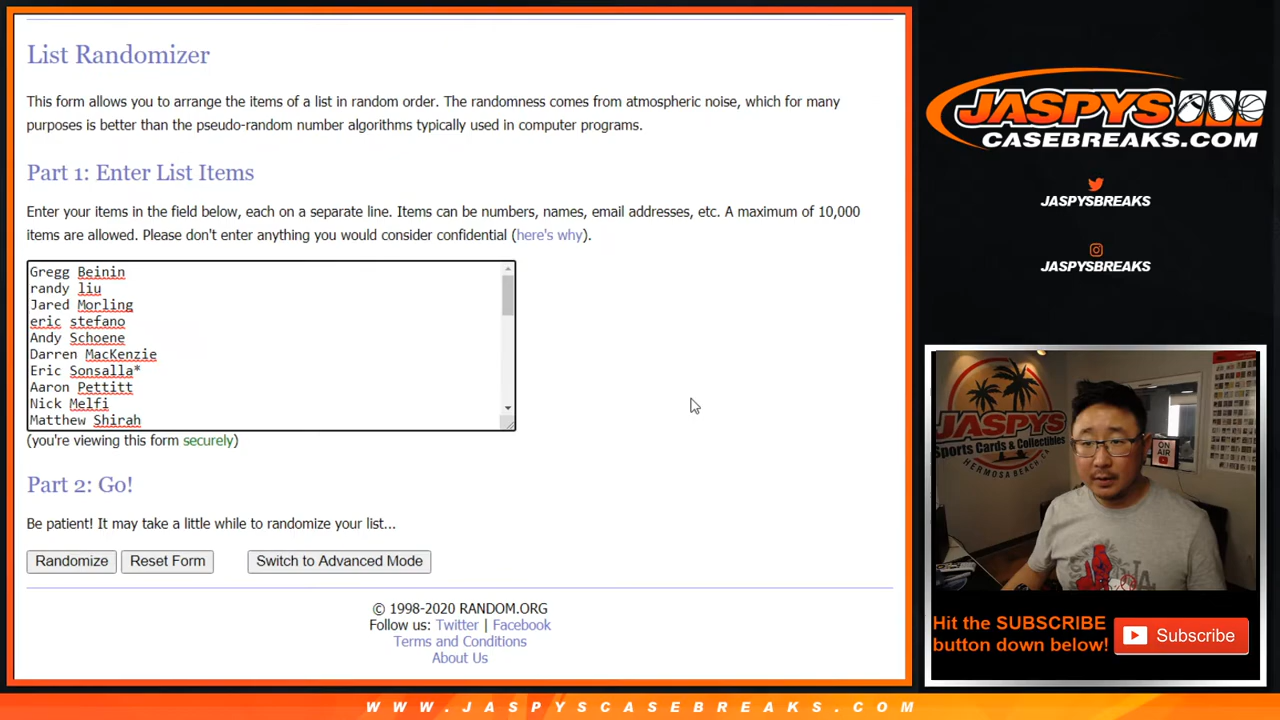 List Randomizer
This form allows you to arrange the items of a list in random order. The randomness comes from atmospheric noise, which for many
purposes is better than the pseudo-random number algorithms typically used in computer programs.
Part 1: Enter List Items
Enter your items in the field below, each on a separate line. Items can be numbers, names, email addresses, etc. A maximum of 10,000
items are allowed. Please don't enter anything you would consider confidential (here's why).
Gregg Beinin
randy liu
Jared Morling
eric stefano
Andy Schoene
Darren MacKenzie
Eric Sonsalla*
Aaron Pettitt
Nick Melfi
Matthew Shirah
(you're viewing this form securely)
Part 2: Go!
Be patient! It may take a little while to randomize your list...
Randomize Reset Form Switch to Advanced Mode
© 1998-2020 RANDOM.ORG
Follow us: Twitter | Facebook
Terms and Conditions
About Us
JASPYS
CASEBREAKS.COM
JASPYSBREAKS
JASPYSBREAKS
JASPYS
Sports Cards & Collectibles
HERMOSA BEACH, CA
ON
AIR
Hit the SUBSCRIBE
button down below!
Subscribe
WWW.JASPYSCASEBREAKS.COM